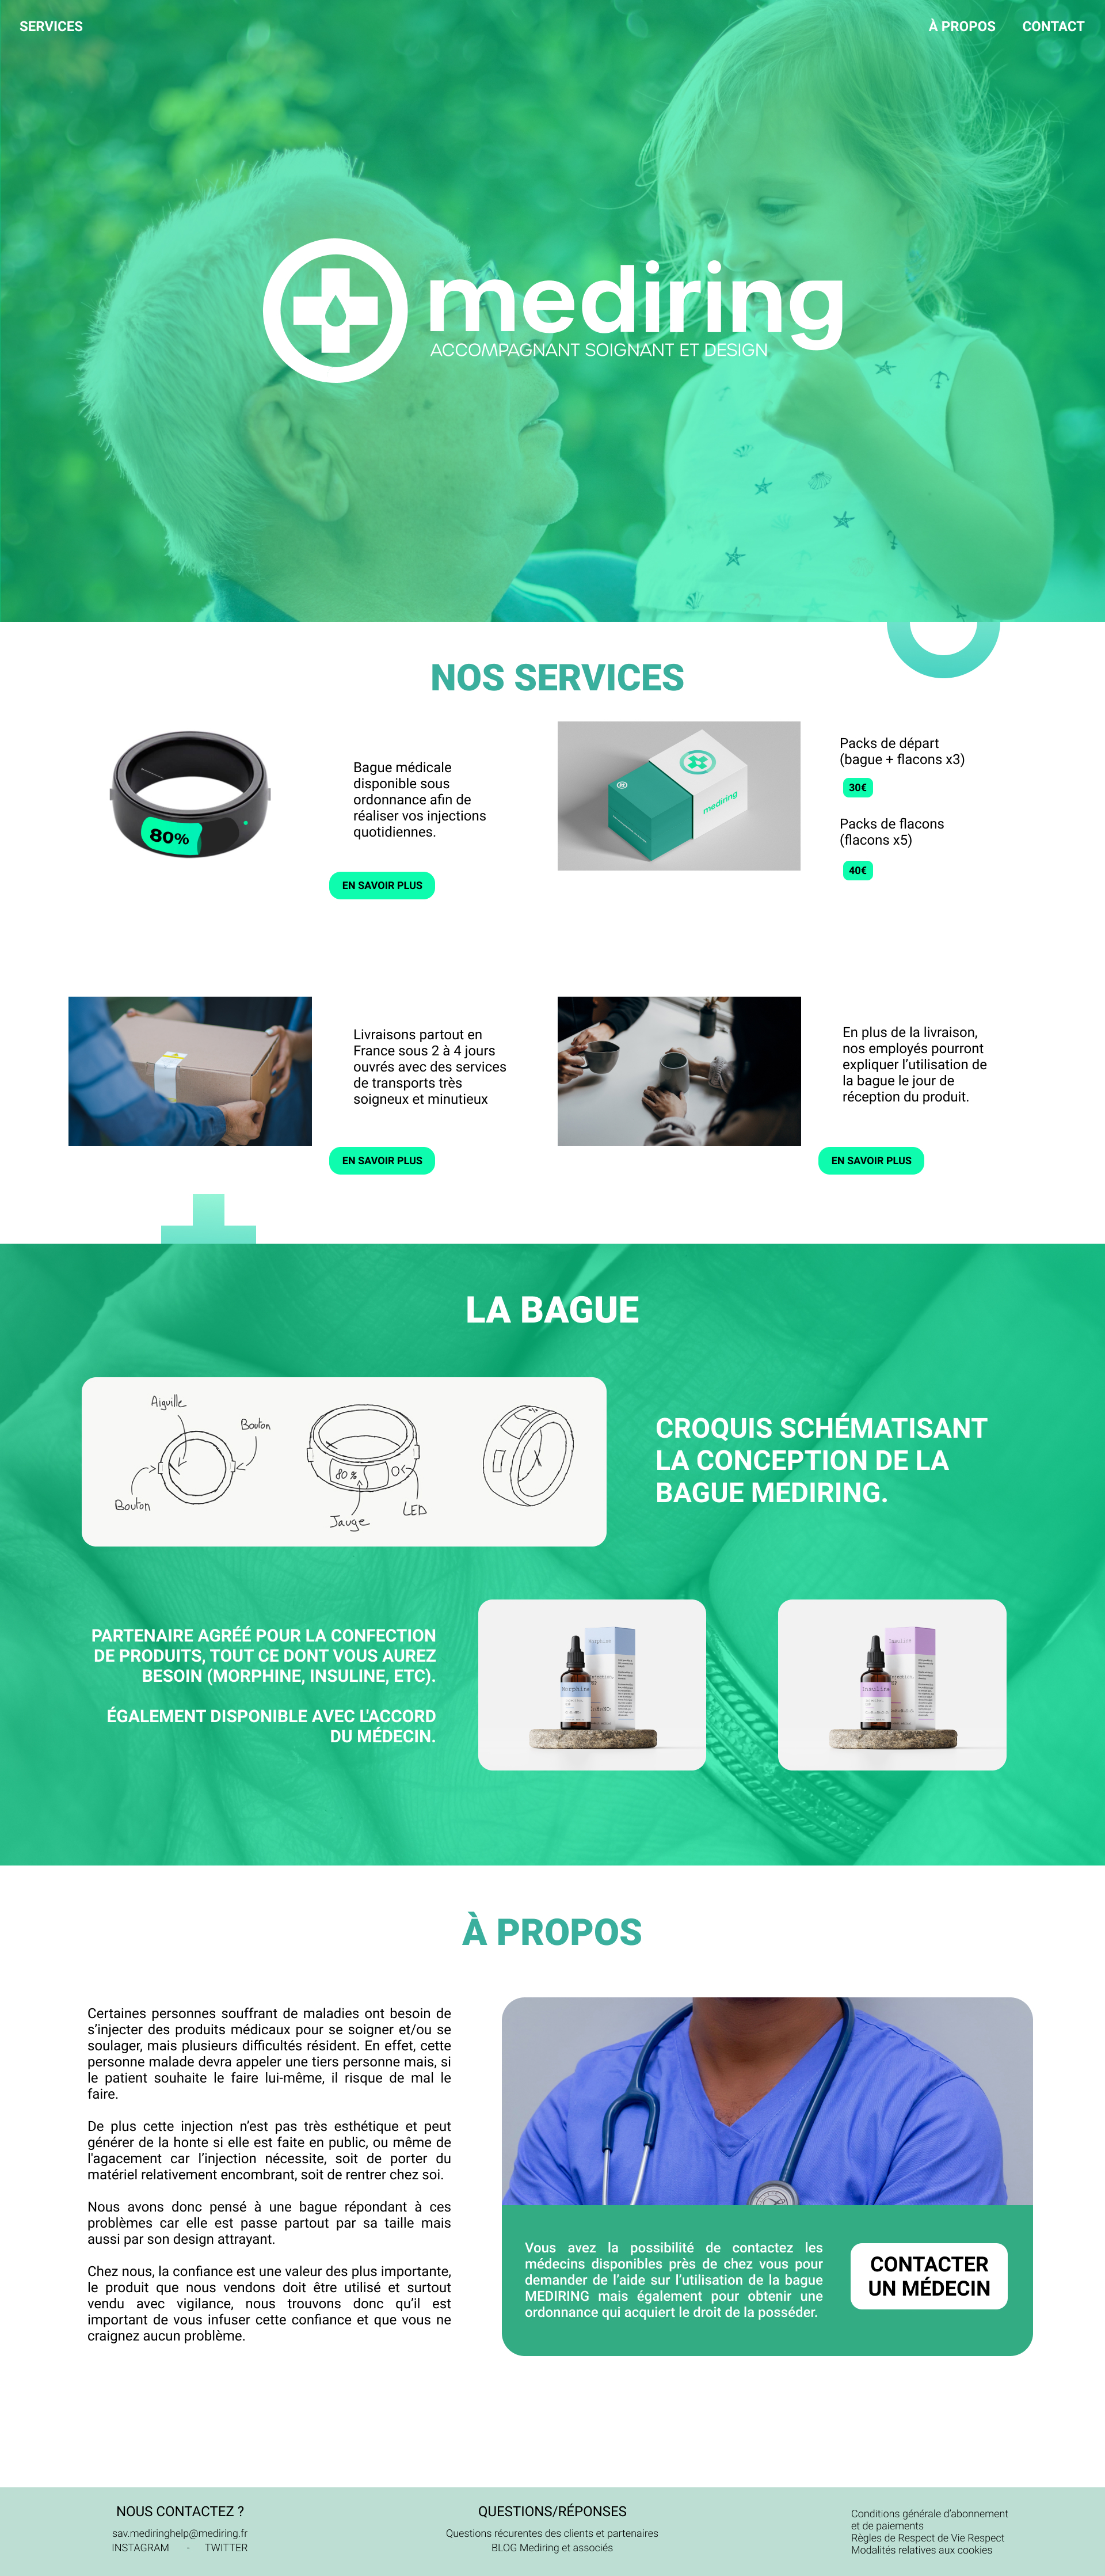 SERVICES
À PROPOS
CONTACT
mediring
ACCOMPAGNANT SOIGNANT ET DESIGN
NOS SERVICES
80%
Bague médicale
disponible sous
ordonnance afin de
réaliser vos injections
quotidiennes.
EN SAVOIR PLUS
mediring
Packs de départ
(bague + flacons x3)
30€
Packs de flacons
(flacons x5)
40€
Livraisons partout en
France sous 2 à 4 jours
ouvrés avec des services
de transports très
soigneux et minutieux
EN SAVOIR PLUS
En plus de la livraison,
nos employés pourront
expliquer l'utilisation de
la bague le jour de
réception du produit.
EN SAVOIR PLUS
LA BAGUE
Aiguille
Bouton
Bouton
80%
Jauge
LED
CROQUIS SCHÉMATISANT
LA CONCEPTION DE LA
BAGUE MEDIRING.
PARTENAIRE AGRÉÉ POUR LA CONFECTION
DE PRODUITS, TOUT CE DONT VOUS AUREZ
BESOIN (MORPHINE, INSULINE, ETC).
ÉGALEMENT DISPONIBLE AVEC L'ACCORD
DU MÉDECIN.
Morphine
Morphine
Insuline
Insuline
À PROPOS
Certaines personnes souffrant de maladies ont besoin de
s'injecter des produits médicaux pour se soigner et/ou se
soulager, mais plusieurs difficultés résident. En effet, cette
personne malade devra appeler une tiers personne mais, si
le patient souhaite le faire lui-même, il risque de mal le
faire.
De plus cette injection n'est pas très esthétique et peut
générer de la honte si elle est faite en public, ou même de
l'agacement car l'injection nécessite, soit de porter du
matériel relativement encombrant, soit de rentrer chez soi.
Nous avons donc pensé à une bague répondant à ces
problèmes car elle est passe partout par sa taille mais
aussi par son design attrayant.
Chez nous, la confiance est une valeur des plus importante,
le produit que nous vendons doit être utilisé et surtout
vendu avec vigilance, nous trouvons donc qu'il est
important de vous infuser cette confiance et que vous ne
craignez aucun problème.
Vous avez la possibilité de contactez les
médecins disponibles près de chez vous pour
demander de l'aide sur l'utilisation de la bague
MEDIRING mais également pour obtenir une
ordonnance qui acquiert le droit de la posséder.
CONTACTER
UN MÉDECIN
NOUS CONTACTEZ ?
sav.mediringhelp@mediring.fr
INSTAGRAM - TWITTER
QUESTIONS/RÉPONSES
Questions récurentes des clients et partenaires
BLOG Mediring et associés
Conditions générale d'abonnement
et de paiements
Règles de Respect de Vie Respect
Modalités relatives aux cookies